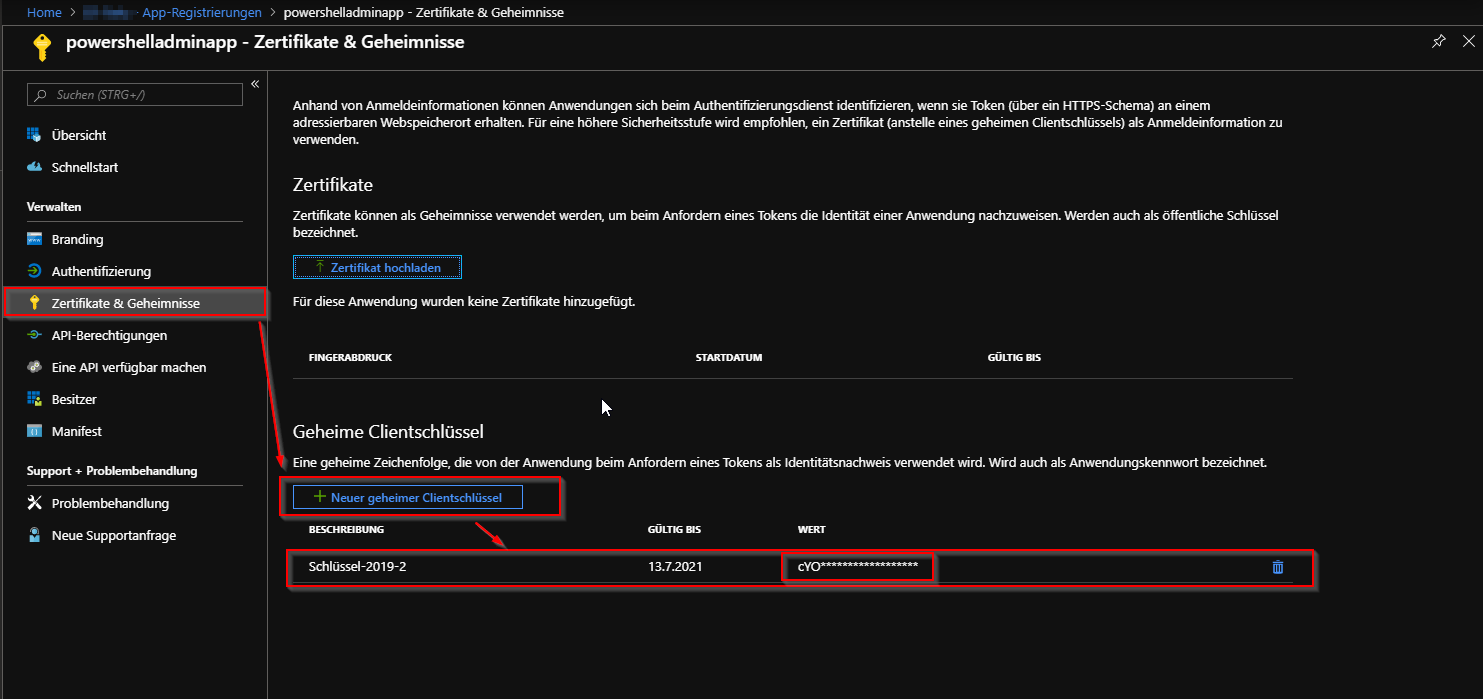 Home > App-Registrierungen > powershelladminapp - Zertifikate & Geheimnisse
powershelladminapp - Zertifikate & Geheimnisse
Suchen (STRG+/)
«
Übersicht
Schnellstart
Verwalten
Branding
Authentifizierung
Zertifikate & Geheimnisse
API-Berechtigungen
Eine API verfügbar machen
Besitzer
Manifest
Support + Problembehandlung
Problembehandlung
Neue Supportanfrage
Anhand von Anmeldeinformationen können Anwendungen sich beim Authentifizierungsdienst identifizieren, wenn sie Token (über ein HTTPS-Schema) an einem
adressierbaren Webspeicherort erhalten. Für eine höhere Sicherheitsstufe wird empfohlen, ein Zertifikat (anstelle eines geheimen Clientschlüssels) als Anmeldeinformation zu
verwenden.
Zertifikate
Zertifikate können als Geheimnisse verwendet werden, um beim Anfordern eines Tokens die Identität einer Anwendung nachzuweisen. Werden auch als öffentliche Schlüssel
bezeichnet.
Zertifikat hochladen
Für diese Anwendung wurden keine Zertifikate hinzugefügt.
FINGERABDRUCK STARTDATUM GÜLTIG BIS
Geheime Clientschlüssel
Eine geheime Zeichenfolge, die von der Anwendung beim Anfordern eines Tokens als Identitätsnachweis verwendet wird. Wird auch als Anwendungskennwort bezeichnet.
Neuer geheimer Clientschlüssel
BESCHREIBUNG GÜLTIG BIS WERT
Schlüssel-2019-2 13.7.2021 cYO******************